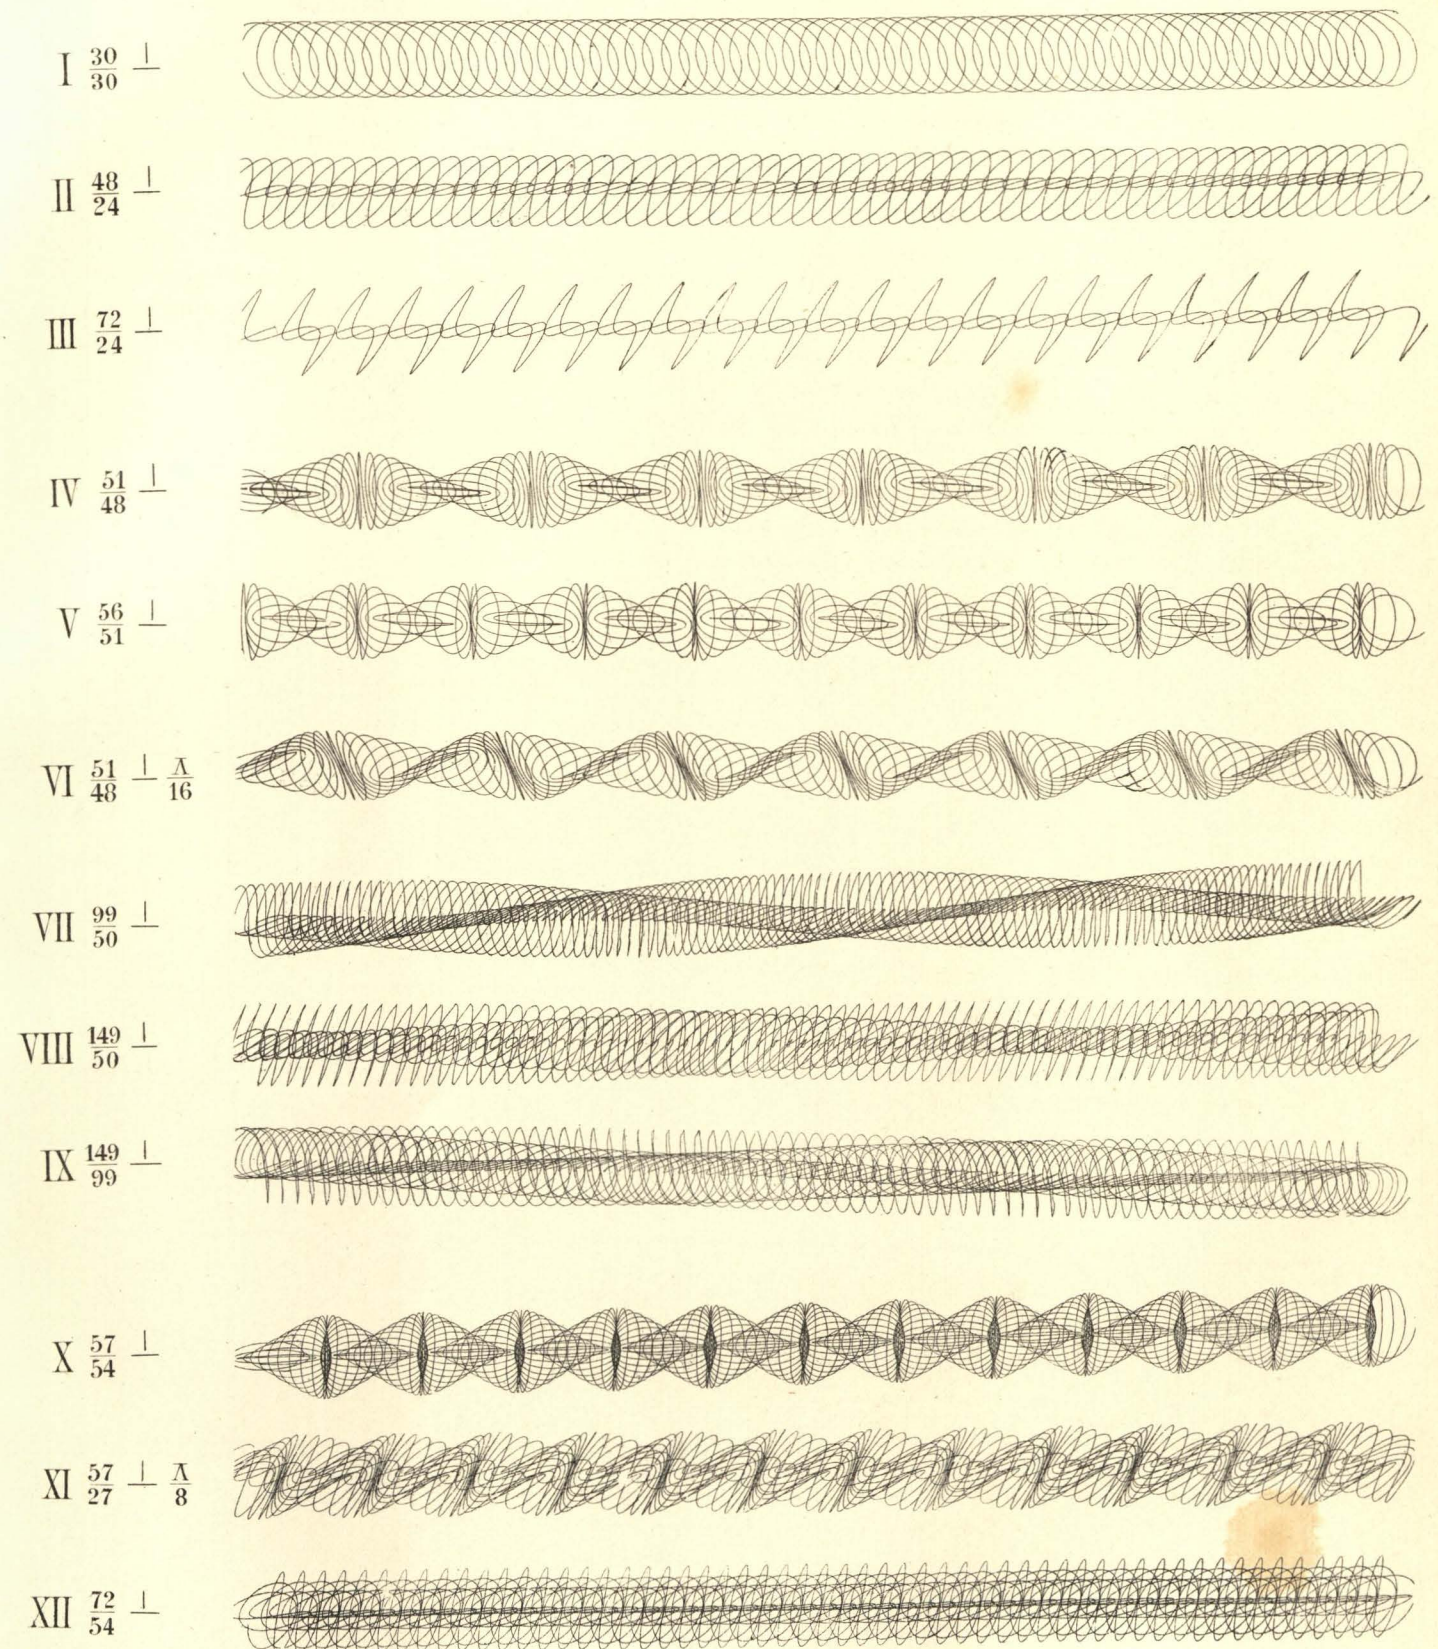 I 30/30
II 48/24
III 72/24
IV 51/48
V 56/51
VI 51/48 Λ/16
VII 99/50
VIII 149/50
IX 149/99
X 57/54
XI 57/27 Λ/8
XII 72/54